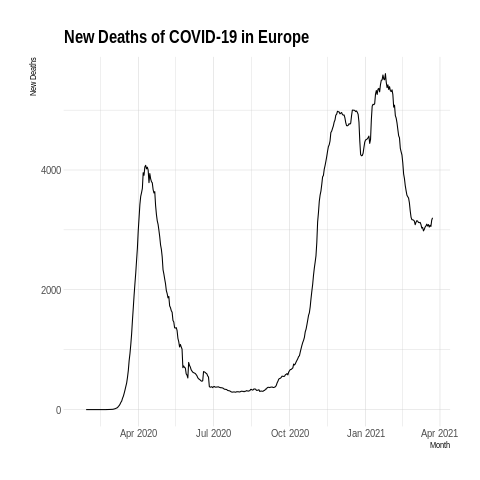 New Deaths of COVID-19 in Europe
New Deaths
4000
2000
0
Apr 2020 Jul 2020 Oct 2020 Jan 2021 Apr 2021
Month